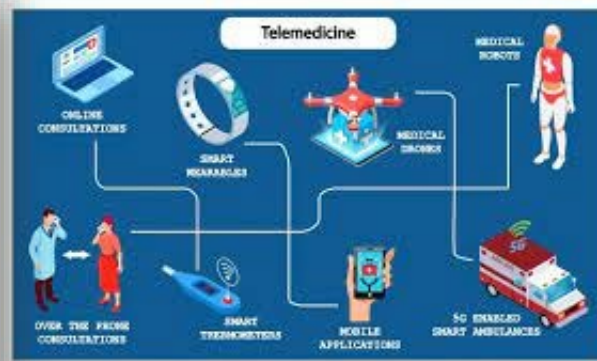 Telemedicine
MEDICAL
ROBOTS
ONLINE
CONSULTATIONS
SMART
WEARABLES
MEDICAL
DRONES
5G
OVER THE PHONE
CONSULTATIONS
SMART
THERMOMETERS
MOBILE
APPLICATIONS
5G ENABLED
SMART AMBULANCES